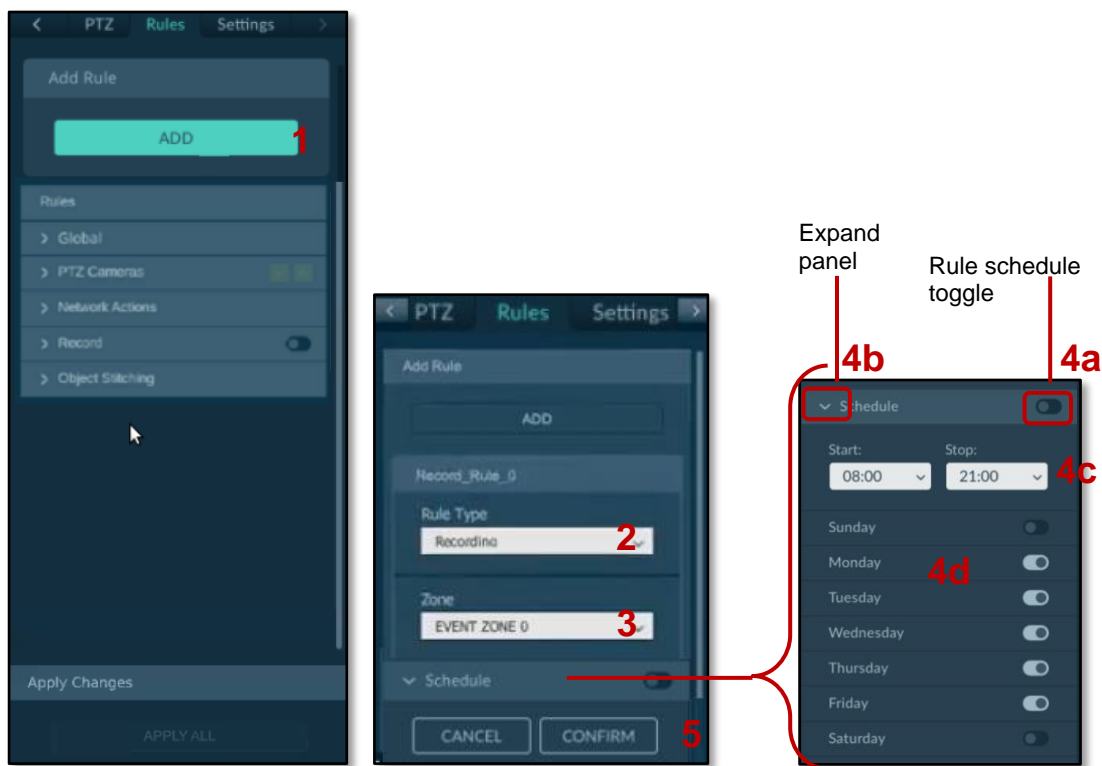 PTZ Rules Settings
Add Rule
ADD 1
Rules
Global
PTZ Cameras
Network Actions
Record
Object Stitching
Apply Changes
APPLY ALL
PTZ Rules Settings
Add Rule
ADD
Record_Rule_0
Rule Type
Recording 2
Zone
EVENT ZONE 0 3
Schedule
CANCEL CONFIRM 5
Expand
panel
Rule schedule
toggle
4b 4a
Schedule
Start: Stop:
08:00 21:00 4c
Sunday
Monday 4d
Tuesday
Wednesday
Thursday
Friday
Saturday